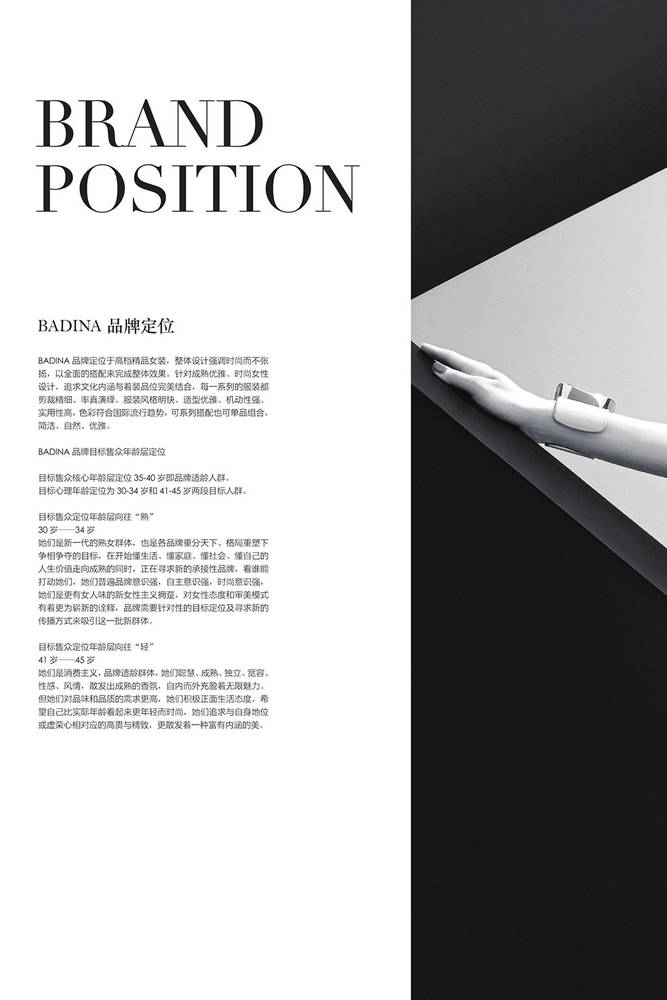 BRAND
POSITION
BADINA 品牌定位
BADINA 品牌定位于高档精品女装，整体设计强调时尚而不张
扬，以全面的搭配来完成整体效果。针对成熟优雅、时尚女性
设计，追求文化内涵与着装品位完美结合，每一系列的服装都
剪裁精细、率真演绎。服装风格明快、造型优雅、机动性强、
实用性高，色彩符合国际流行趋势，可系列搭配也可单品组合，
简洁、自然、优雅。
BADINA 品牌目标售众年龄层定位
目标售众核心年龄层定位 35-40 岁即品牌适龄人群。
目标心理年龄定位为 30-34 岁和 41-45 岁两段目标人群。
目标售众定位年龄层向往“熟”
30 岁——34 岁
她们是新一代的熟女群体，也是各品牌重分天下、格局重塑下
争相争夺的目标，在开始懂生活、懂家庭、懂社会、懂自己的
人生价值走向成熟的同时，正在寻求新的承接性品牌，看谁能
打动她们，她们普遍品牌意识强，自主意识强，时尚意识强，
她们是更有女人味的新女性主义拥趸，对女性态度和审美模式
有着更为崭新的诠释，品牌需要针对性的目标定位及寻求新的
传播方式来吸引这一批新群体。
目标售众定位年龄层向往“轻”
41 岁——45 岁
她们是消费主义，品牌适龄群体，她们聪慧、成熟、独立、宽容、
性感、风情，散发出成熟的香氛，自内而外充盈着无限魅力。
但她们对品味和品质的需求更高，她们积极正面生活态度，希
望自己比实际年龄看起来更年轻而时尚，她们追求与自身地位
或虚荣心相对应的高贵与精致，更散发着一种富有内涵的美。